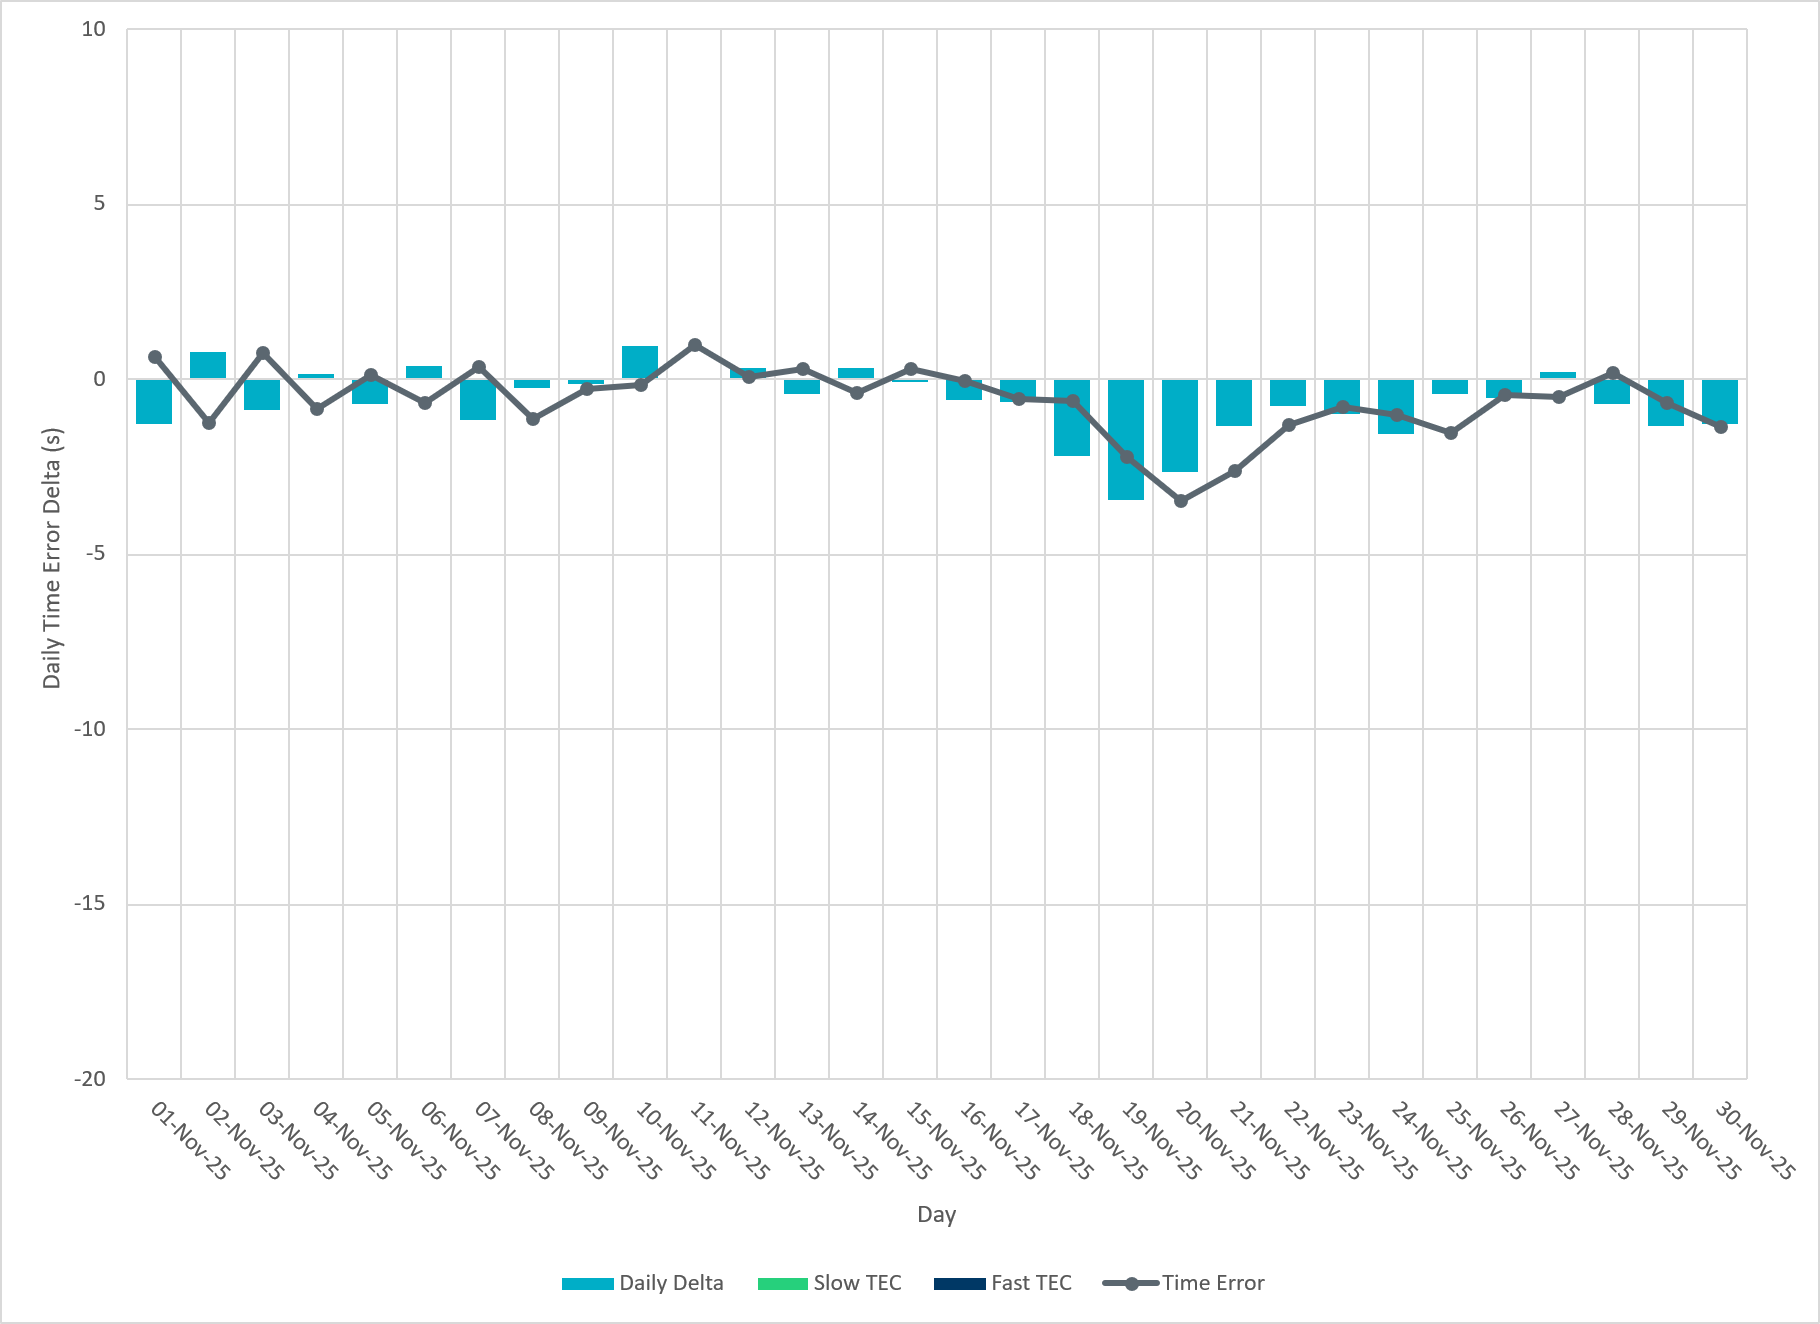 10
5
0
-5
-10
-15
-20
Daily Time Error Delta (s)
01-Nov-25
02-Nov-25
03-Nov-25
04-Nov-25
05-Nov-25
06-Nov-25
07-Nov-25
08-Nov-25
09-Nov-25
10-Nov-25
11-Nov-25
12-Nov-25
13-Nov-25
14-Nov-25
15-Nov-25
16-Nov-25
17-Nov-25
18-Nov-25
19-Nov-25
20-Nov-25
21-Nov-25
22-Nov-25
23-Nov-25
24-Nov-25
25-Nov-25
26-Nov-25
27-Nov-25
28-Nov-25
29-Nov-25
30-Nov-25
Day
Daily Delta
Slow TEC
Fast TEC
Time Error